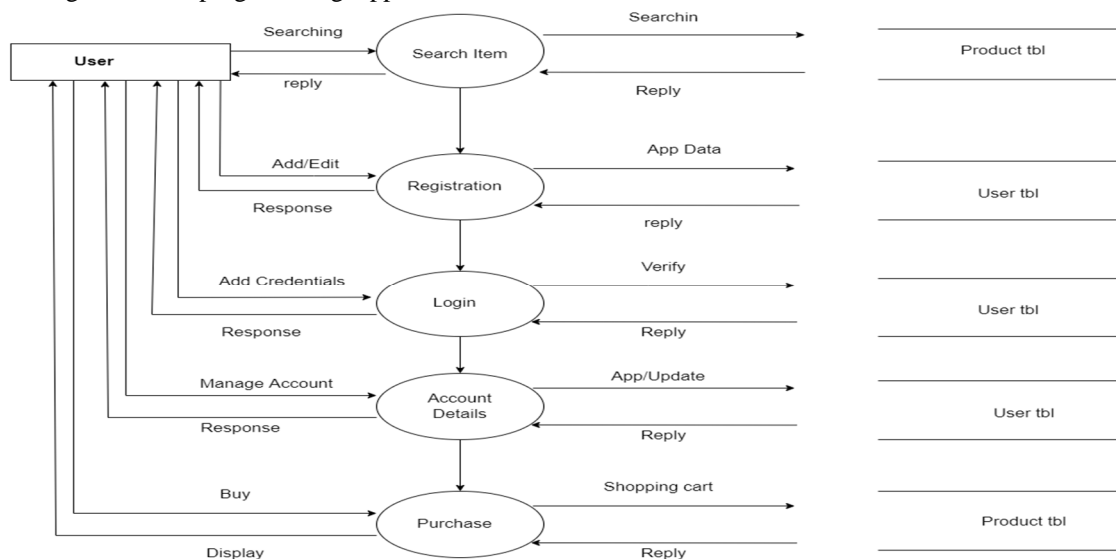 Searching
Searchin
User
Search Item
Product tbl
reply
Reply
Add/Edit
App Data
Registration
User tbl
Response
reply
Add Credentials
Verify
Login
User tbl
Response
Reply
Manage Account
App/Update
Account
Details
User tbl
Response
Reply
Buy
Shopping cart
Purchase
Product tbl
Display
Reply